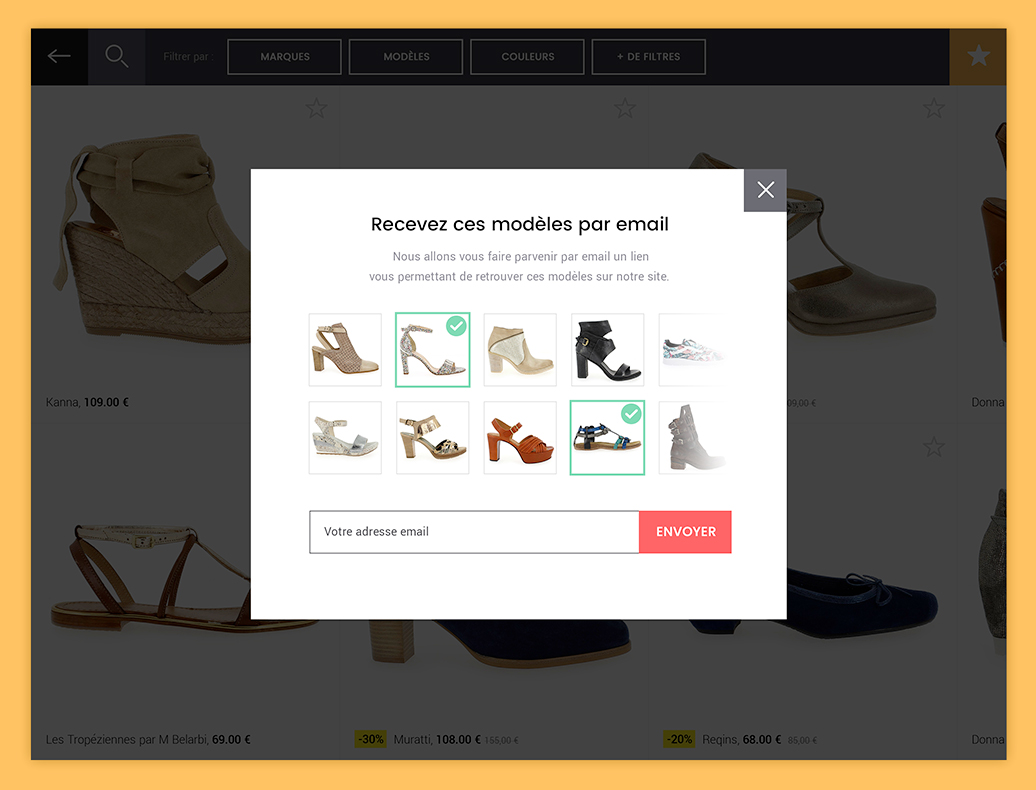 Filtrer par :
MARQUES
MODÈLES
COULEURS
+ DE FILTRES
Recevez ces modèles par email
Nous allons vous faire parvenir par email un lien
vous permettant de retrouver ces modèles sur notre site.
Kanna, 109.00 €
09,00 €
Donna
Votre adresse email
ENVOYER
Les Tropéziennes par M Belarbi, 69.00 €
-30% Muratti, 108.00 € 155,00 €
-20% Reqins, 68.00 € 85,00 €
Donna